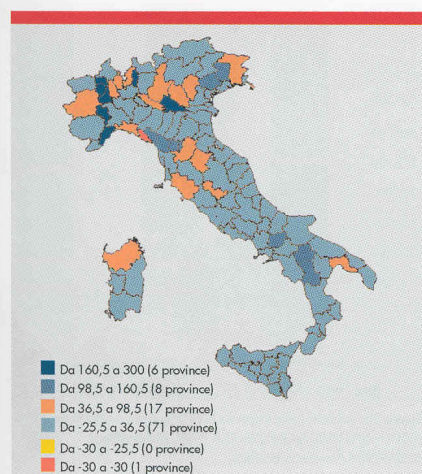 Da 160,5 a 300 (6 province)
Da 98,5 a 160,5 (8 province)
Da 36,5 a 98,5 (17 province)
Da -25,5 a 36,5 (71 province)
Da -30 a -25,5 (0 province)
Da -30 a -30 (1 province)